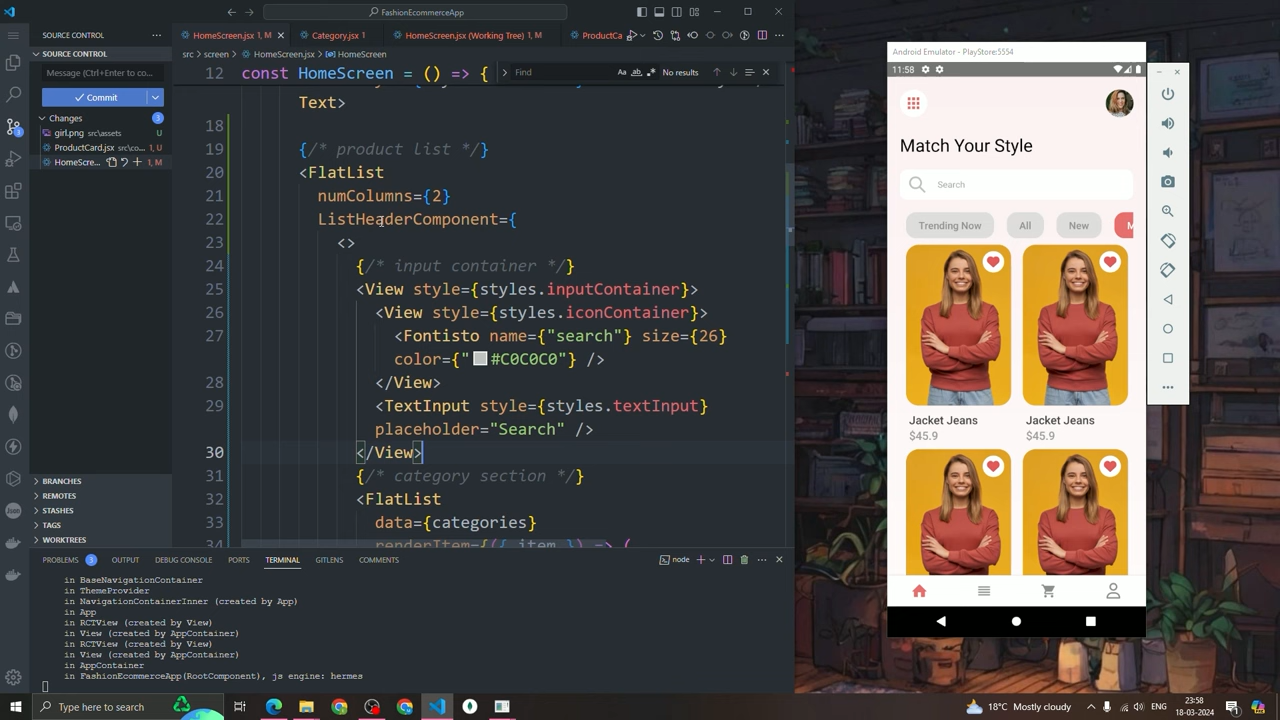 FashionEcommerceApp
SOURCE CONTROL
HomeScreen.jsx 1, M
Category.jsx 1
HomeScreen.jsx (Working Tree) 1, M
ProductCa
SOURCE CONTROL
src > screen > HomeScreen.jsx > HomeScreen
Message (Ctrl+Enter to co...
Commit
Changes
3
girl.png src\assets U
ProductCard.jsx src\co... 1, U
HomeScre... 1, M
BRANCHES
REMOTES
STASHES
TAGS
WORKTREES
12 const HomeScreen = () => {
Find
Aa
ab
No results
Text>
18
19 {/* product list */}
20 <FlatList
21 numColumns={2}
22 ListHeaderComponent={
23 <>
24 {/* input container */}
25 <View style={styles.inputContainer}>
26 <View style={styles.iconContainer}>
27 <Fontisto name={"search"} size={26}
color={"#C0C0C0"} />
28 </View>
29 <TextInput style={styles.textInput}
placeholder="Search" />
30 </View>
31 {/* category section */}
32 <FlatList
33 data={categories}
34 renderItem={({ item }) => (
PROBLEMS 3 OUTPUT DEBUG CONSOLE PORTS TERMINAL GITLENS COMMENTS
node
in BaseNavigationContainer
in ThemeProvider
in NavigationContainerInner (created by App)
in App
in RCTView (created by View)
in View (created by AppContainer)
in RCTView (created by View)
in View (created by AppContainer)
in AppContainer
in FashionEcommerceApp(RootComponent), js engine: hermes
Android Emulator - PlayStore:5554
11:58
Match Your Style
Search
Trending Now
All
New
M
Jacket Jeans
Jacket Jeans
$45.9
$45.9
Type here to search
18°C Mostly cloudy
ENG
23:58
18-03-2024